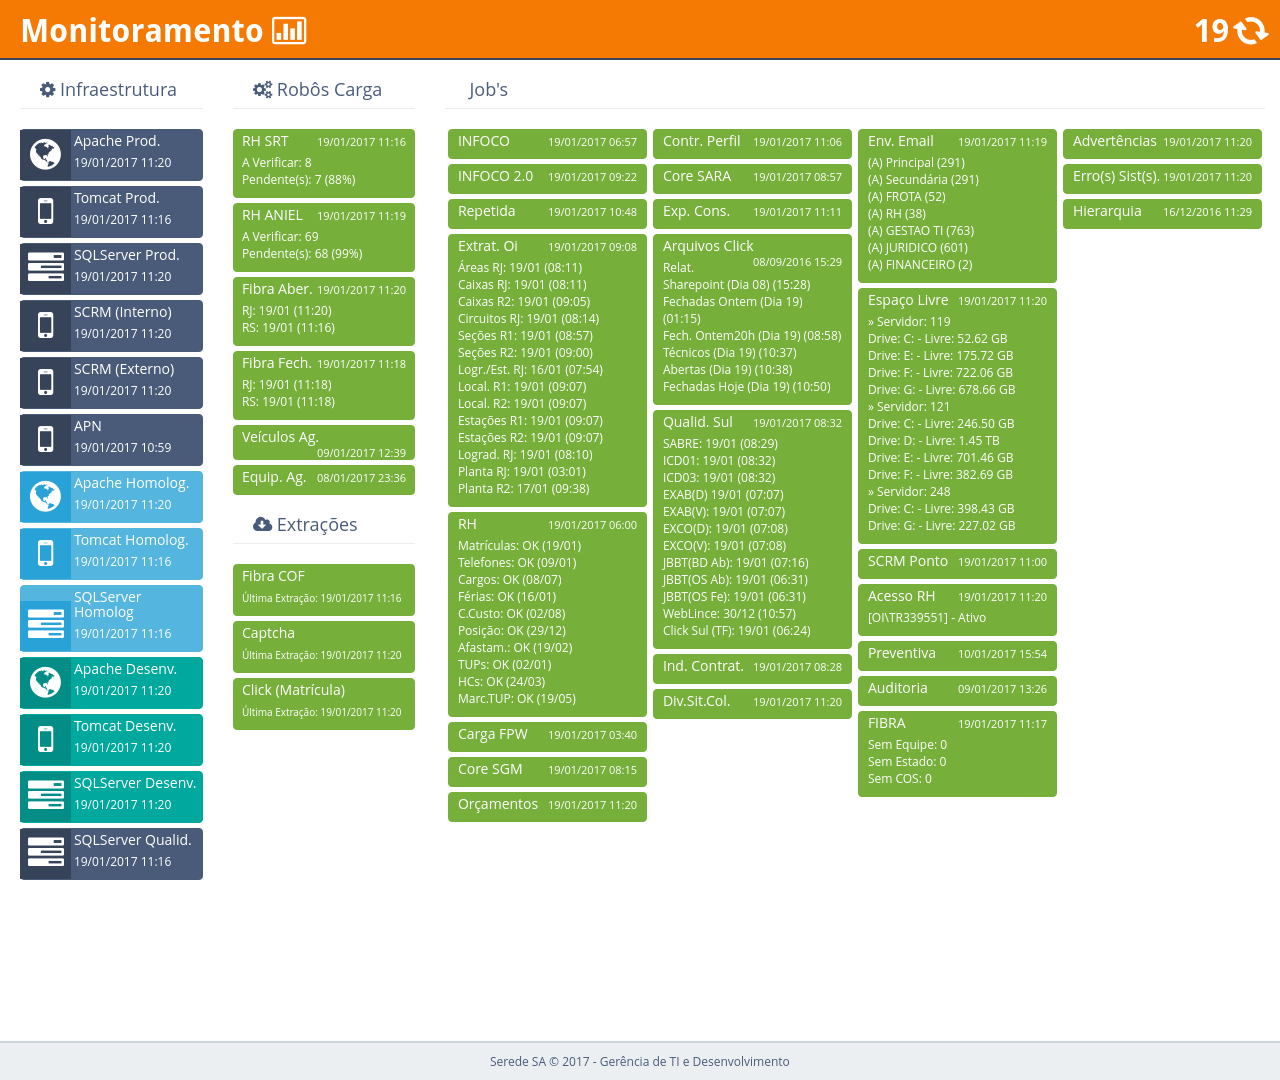 Monitoramento
19
Infraestrutura
Apache Prod.
19/01/2017 11:20
Tomcat Prod.
19/01/2017 11:16
SQLServer Prod.
19/01/2017 11:20
SCRM (Interno)
19/01/2017 11:20
SCRM (Externo)
19/01/2017 11:20
APN
19/01/2017 10:59
Apache Homolog.
19/01/2017 11:20
Tomcat Homolog.
19/01/2017 11:16
SQLServer
Homolog
19/01/2017 11:16
Apache Desenv.
19/01/2017 11:20
Tomcat Desenv.
19/01/2017 11:20
SQLServer Desenv.
19/01/2017 11:20
SQLServer Qualid.
19/01/2017 11:16
Robôs Carga
RH SRT 19/01/2017 11:16
A Verificar: 8
Pendente(s): 7 (88%)
RH ANIEL 19/01/2017 11:19
A Verificar: 69
Pendente(s): 68 (99%)
Fibra Aber. 19/01/2017 11:20
RJ: 19/01 (11:20)
RS: 19/01 (11:16)
Fibra Fech. 19/01/2017 11:18
RJ: 19/01 (11:18)
RS: 19/01 (11:18)
Veículos Ag.
09/01/2017 12:39
Equip. Ag. 08/01/2017 23:36
Extrações
Fibra COF
Última Extração: 19/01/2017 11:16
Captcha
Última Extração: 19/01/2017 11:20
Click (Matrícula)
Última Extração: 19/01/2017 11:20
Job's
INFOCO 19/01/2017 06:57
INFOCO 2.0 19/01/2017 09:22
Repetida 19/01/2017 10:48
Extrat. Oi 19/01/2017 09:08
Áreas RJ: 19/01 (08:11)
Caixas RJ: 19/01 (08:11)
Caixas R2: 19/01 (09:05)
Circuitos RJ: 19/01 (08:14)
Seções R1: 19/01 (08:57)
Seções R2: 19/01 (09:00)
Logr./Est. RJ: 16/01 (07:54)
Local. R1: 19/01 (09:07)
Local. R2: 19/01 (09:07)
Estações R1: 19/01 (09:07)
Estações R2: 19/01 (09:07)
Lograd. RJ: 19/01 (08:10)
Planta RJ: 19/01 (03:01)
Planta R2: 17/01 (09:38)
RH 19/01/2017 06:00
Matrículas: OK (19/01)
Telefones: OK (09/01)
Cargos: OK (08/07)
Férias: OK (16/01)
C.Custo: OK (02/08)
Posição: OK (29/12)
Afastam.: OK (19/02)
TUPs: OK (02/01)
HCs: OK (24/03)
Marc.TUP: OK (19/05)
Carga FPW 19/01/2017 03:40
Core SGM 19/01/2017 08:15
Orçamentos 19/01/2017 11:20
Contr. Perfil 19/01/2017 11:06
Core SARA 19/01/2017 08:57
Exp. Cons. 19/01/2017 11:11
Arquivos Click
08/09/2016 15:29
Relat.
Sharepoint (Dia 08) (15:28)
Fechadas Ontem (Dia 19)
(01:15)
Fech. Ontem20h (Dia 19) (08:58)
Técnicos (Dia 19) (10:37)
Abertas (Dia 19) (10:38)
Fechadas Hoje (Dia 19) (10:50)
Qualid. Sul 19/01/2017 08:32
SABRE: 19/01 (08:29)
ICD01: 19/01 (08:32)
ICD03: 19/01 (08:32)
EXAB(D) 19/01 (07:07)
EXAB(V): 19/01 (07:07)
EXCO(D): 19/01 (07:08)
EXCO(V): 19/01 (07:08)
JBBT(BD Ab): 19/01 (07:16)
JBBT(OS Ab): 19/01 (06:31)
JBBT(OS Fe): 19/01 (06:31)
WebLince: 30/12 (10:57)
Click Sul (TF): 19/01 (06:24)
Ind. Contrat. 19/01/2017 08:28
Div.Sit.Col. 19/01/2017 11:20
Env. Email 19/01/2017 11:19
(A) Principal (291)
(A) Secundária (291)
(A) FROTA (52)
(A) RH (38)
(A) GESTAO TI (763)
(A) JURIDICO (601)
(A) FINANCEIRO (2)
Espaço Livre 19/01/2017 11:20
» Servidor: 119
Drive: C: - Livre: 52.62 GB
Drive: E: - Livre: 175.72 GB
Drive: F: - Livre: 722.06 GB
Drive: G: - Livre: 678.66 GB
» Servidor: 121
Drive: C: - Livre: 246.50 GB
Drive: D: - Livre: 1.45 TB
Drive: E: - Livre: 701.46 GB
Drive: F: - Livre: 382.69 GB
» Servidor: 248
Drive: C: - Livre: 398.43 GB
Drive: G: - Livre: 227.02 GB
SCRM Ponto 19/01/2017 11:00
Acesso RH 19/01/2017 11:20
[OI\TR339551] - Ativo
Preventiva 10/01/2017 15:54
Auditoria 09/01/2017 13:26
FIBRA 19/01/2017 11:17
Sem Equipe: 0
Sem Estado: 0
Sem COS: 0
Advertências 19/01/2017 11:20
Erro(s) Sist(s). 19/01/2017 11:20
Hierarquia 16/12/2016 11:29
Serede SA © 2017 - Gerência de TI e Desenvolvimento